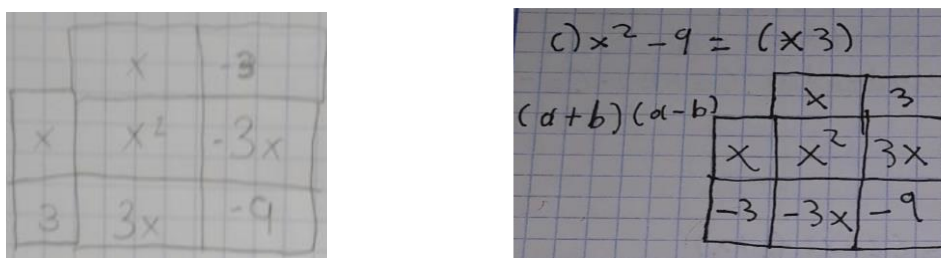 x -3
x x² -3x
3 3x -9
c) x² - 9 = (x 3)
(a+b)(a-b)
x 3
x x² 3x
-3 -3x -9